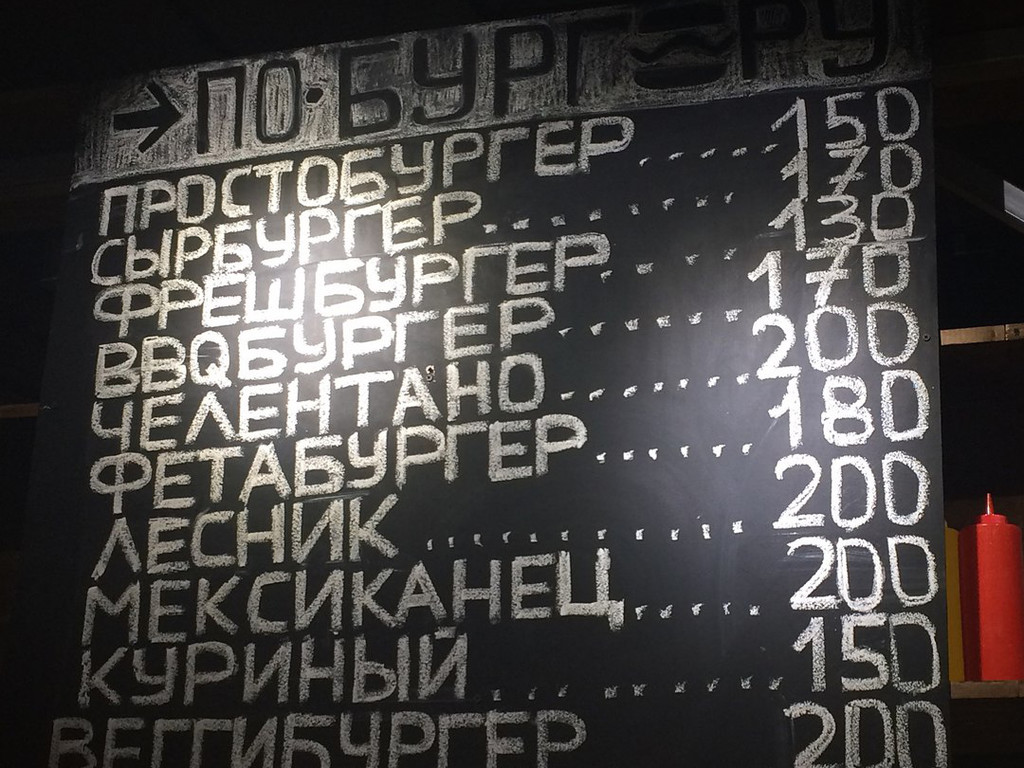 →ПО·БУРГЕРУ
ПРОСТОБУРГЕР......150
СЫРБУРГЕР.......170
ФРЕШБУРГЕР....130
BBQБУРГЕР......170
ЧЕЛЕНТАНО......200
ФЕТАБУРГЕР......180
ЛЕСНИК..........200
МЕКСИКАНЕЦ.....200
КУРИНЫЙ........150
ВЕГГИБУРГЕР 200